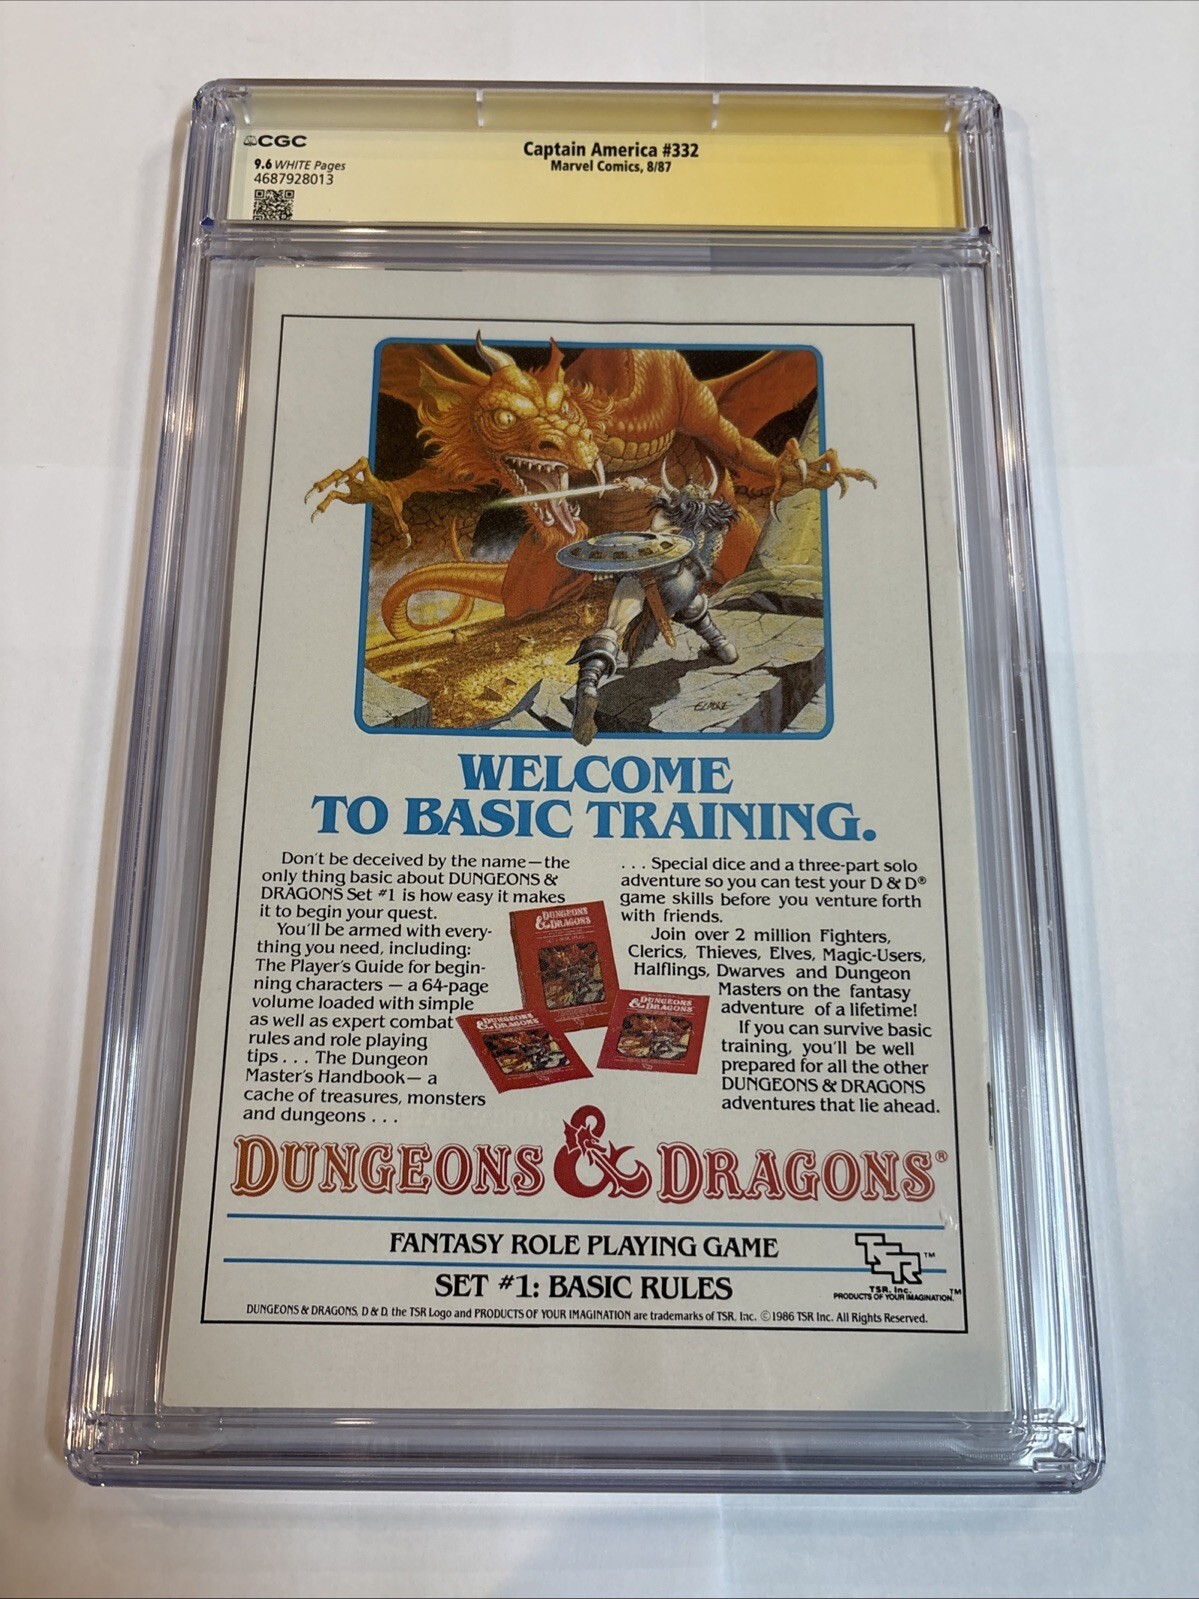 CGC
9.6 WHITE Pages
4687928013
Captain America #332
Marvel Comics, 8/87
ELMORE
WELCOME
TO BASIC TRAINING.
Don't be deceived by the name—the
only thing basic about DUNGEONS &
DRAGONS Set #1 is how easy it makes
it to begin your quest.
You'll be armed with every-
thing you need, including:
The Player's Guide for begin-
ning characters — a 64-page
volume loaded with simple
as well as expert combat
rules and role playing
tips . . . The Dungeon
Master's Handbook— a
cache of treasures, monsters
and dungeons . . .
. . . Special dice and a three-part solo
adventure so you can test your D & D®
game skills before you venture forth
with friends.
Join over 2 million Fighters,
Clerics, Thieves, Elves, Magic-Users,
Halflings, Dwarves and Dungeon
Masters on the fantasy
adventure of a lifetime!
If you can survive basic
training, you'll be well
prepared for all the other
DUNGEONS & DRAGONS
adventures that lie ahead.
DUNGEONS
& DRAGONS
DUNGEONS
& DRAGONS
DUNGEONS
& DRAGONS
DUNGEONS & DRAGONS®
FANTASY ROLE PLAYING GAME
SET #1: BASIC RULES
TSR™
TSR, Inc.
PRODUCTS OF YOUR IMAGINATION.™
DUNGEONS & DRAGONS, D & D, the TSR Logo and PRODUCTS OF YOUR IMAGINATION are trademarks of TSR, Inc. ©1986 TSR Inc. All Rights Reserved.